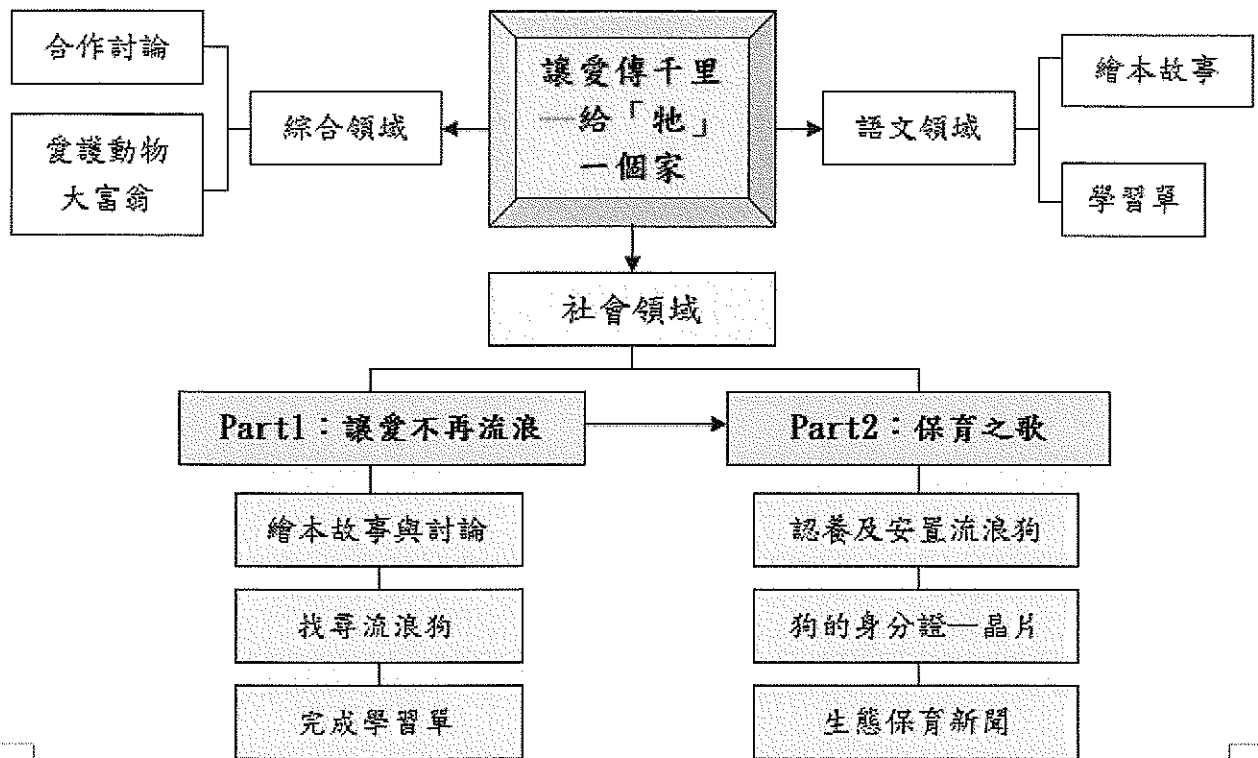 合作討論
愛護動物
大富翁
綜合領域
讓愛傳千里
—給「牠」
一個家
語文領域
繪本故事
學習單
社會領域
Part1：讓愛不再流浪
Part2：保育之歌
繪本故事與討論
認養及安置流浪狗
找尋流浪狗
狗的身分證—晶片
完成學習單
生態保育新聞